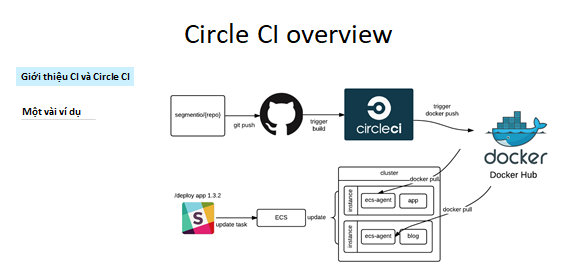 Circle CI overview
Giới thiệu CI và Circle CI
Một vài ví dụ
segmentio/{repo}
git push
trigger
build
circleci
trigger
docker push
docker
Docker Hub
cluster
docker pull
instance
ecs-agent
app
/deploy app 1.3.2
S
update task
ECS
update
docker pull
instance
ecs-agent
blog